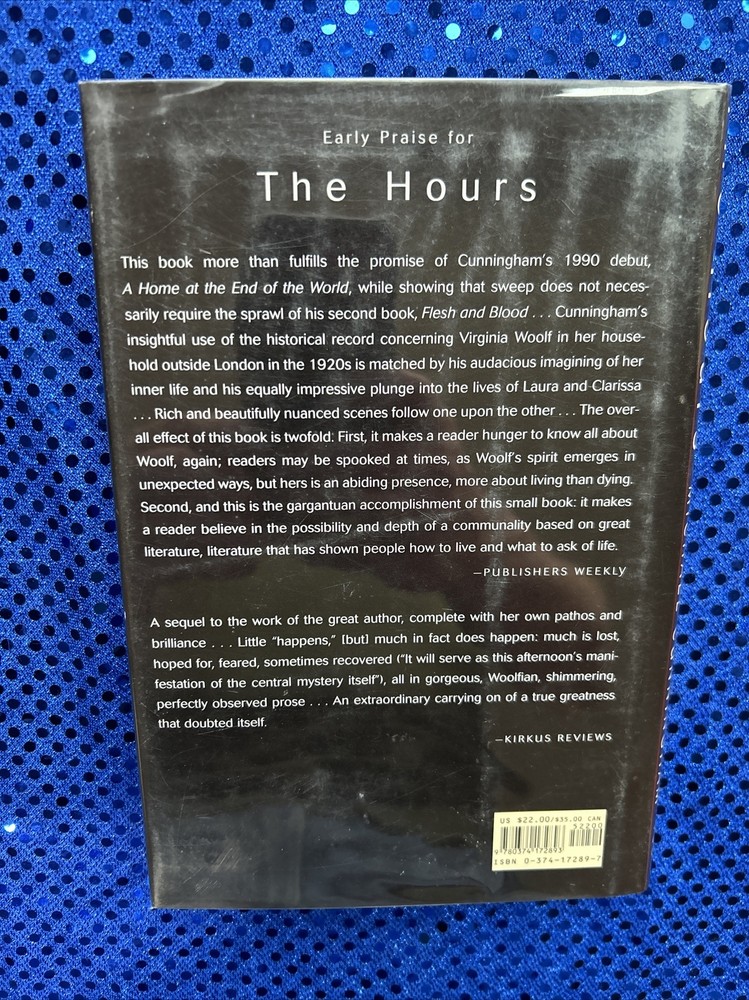 Early Praise for
The Hours
This book more than fulfills the promise of Cunningham's 1990 debut,
A Home at the End of the World, while showing that sweep does not neces-
sarily require the sprawl of his second book, Flesh and Blood . . . Cunningham's
insightful use of the historical record concerning Virginia Woolf in her house-
hold outside London in the 1920s is matched by his audacious imagining of her
inner life and his equally impressive plunge into the lives of Laura and Clarissa
. . . Rich and beautifully nuanced scenes follow one upon the other . . . The over-
all effect of this book is twofold. First, it makes a reader hunger to know all about
Woolf, again; readers may be spooked at times, as Woolf's spirit emerges in
unexpected ways, but hers is an abiding presence, more about living than dying.
Second, and this is the gargantuan accomplishment of this small book: it makes
a reader believe in the possibility and depth of a communality based on great
literature, literature that has shown people how to live and what to ask of life.
—PUBLISHERS WEEKLY
A sequel to the work of the great author, complete with her own pathos and
brilliance . . . Little "happens," [but] much in fact does happen: much is lost,
hoped for, feared, sometimes recovered ("It will serve as this afternoon's mani-
festation of the central mystery itself"), all in gorgeous, Woolfian, shimmering,
perfectly observed prose . . . An extraordinary carrying on of a true greatness
that doubted itself.
—KIRKUS REVIEWS
US $22.00/$35.00 CAN
52200
9 780374 172893
ISBN 0-374-17289-7